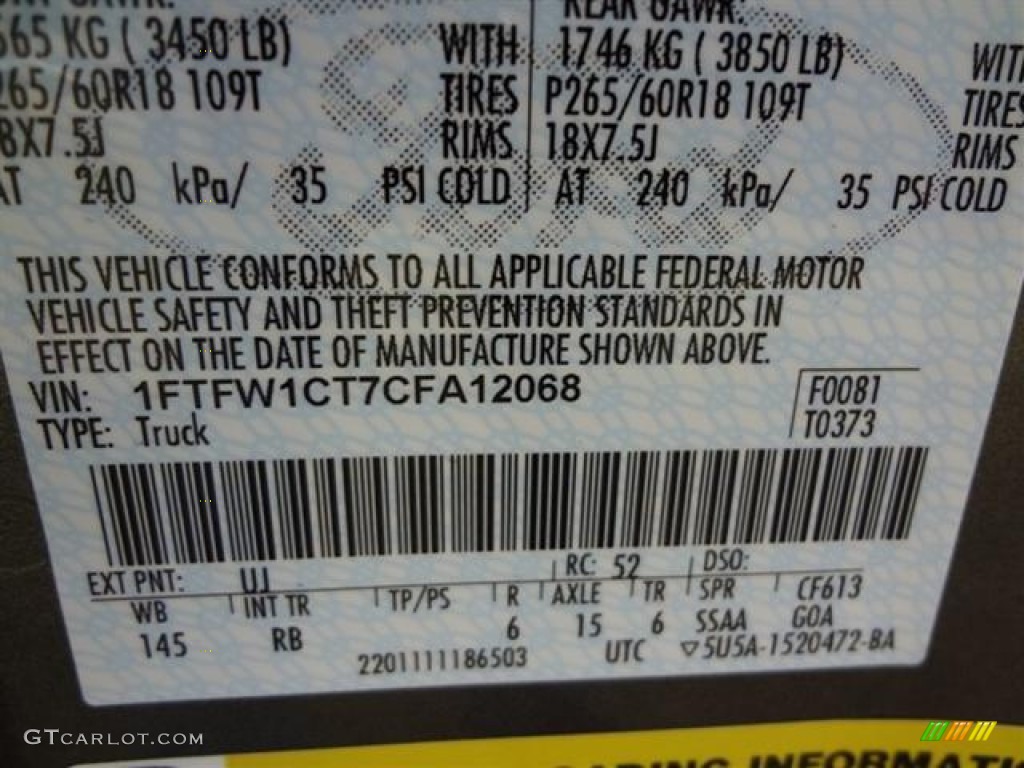 REAR GAWR:
665 KG ( 3450 LB) WITH 1746 KG ( 3850 LB) WITH
265/60R18 109T TIRES P265/60R18 109T TIRES
8X7.5J RIMS 18X7.5J RIMS
AT 240 kPa/ 35 PSI COLD AT 240 kPa/ 35 PSI COLD
THIS VEHICLE CONFORMS TO ALL APPLICABLE FEDERAL MOTOR
VEHICLE SAFETY AND THEFT PREVENTION STANDARDS IN
EFFECT ON THE DATE OF MANUFACTURE SHOWN ABOVE.
VIN: 1FTFW1CT7CFA12068 F0081
TYPE: Truck T0373
EXT PNT: UJ RC: 52 DSO:
WB INT TR TP/PS R AXLE TR SPR CF613
145 RB 6 15 6 SSAA GOA
2201111186503 UTC ▽5U5A-1520472-BA
GTCARLOT.COM
LOADING INFORMATI